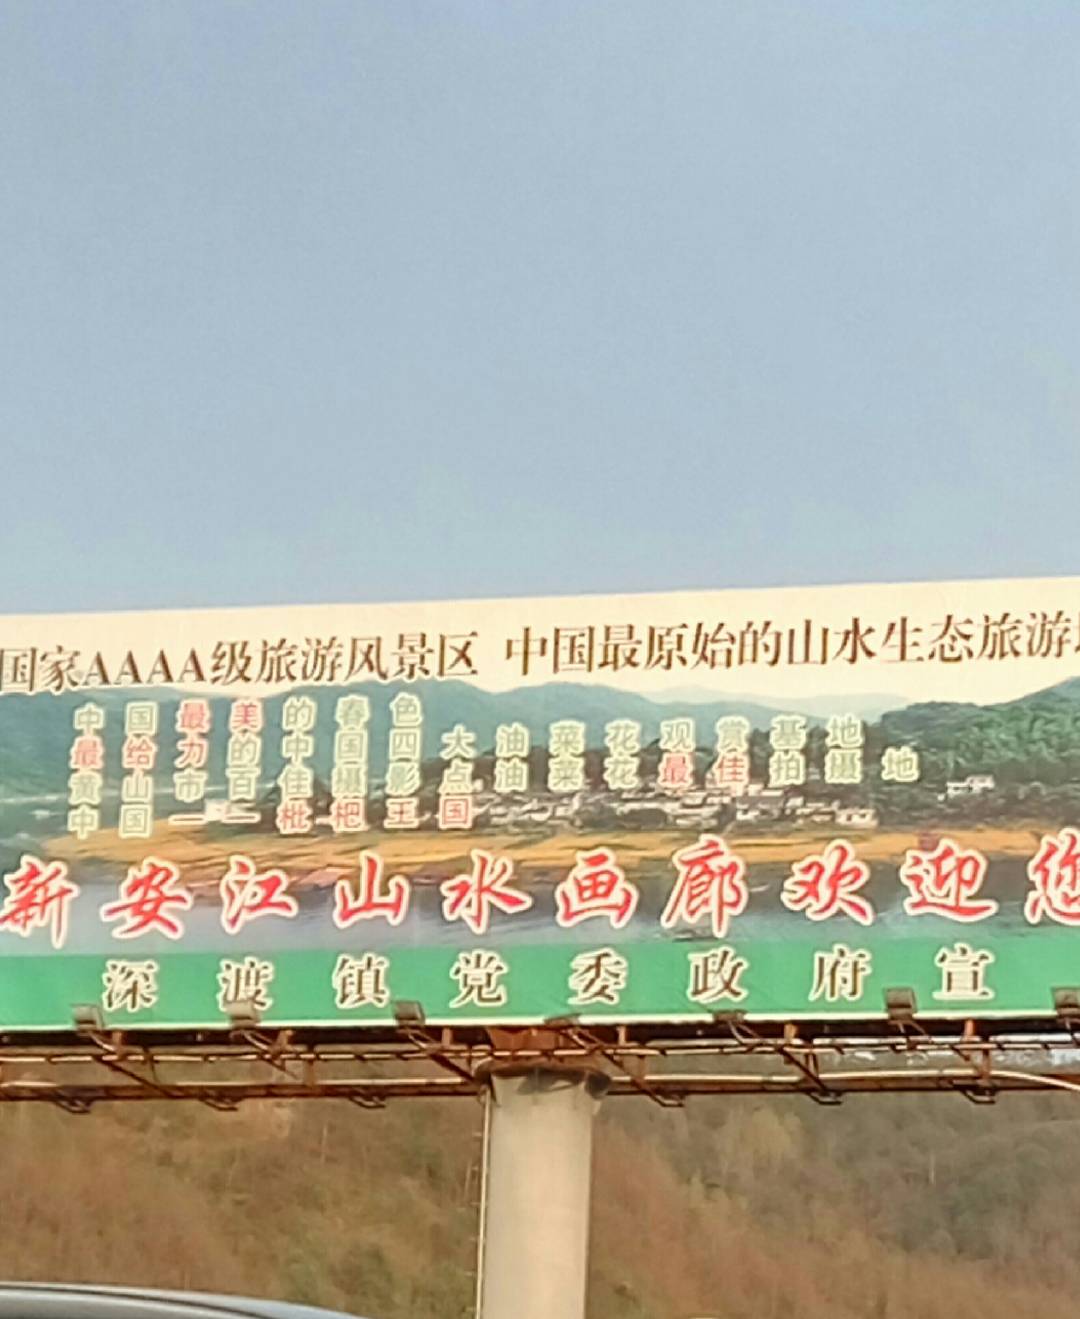 国家AAAA级旅游风景区 中国最原始的山水生态旅游
中国最美的春色
最给力的中国四大油菜花观赏基地
黄山市百佳摄影点油菜花最佳拍摄地
中国一一枇杷王国
新安江山水画廊欢迎您
深渡镇党委政府宣